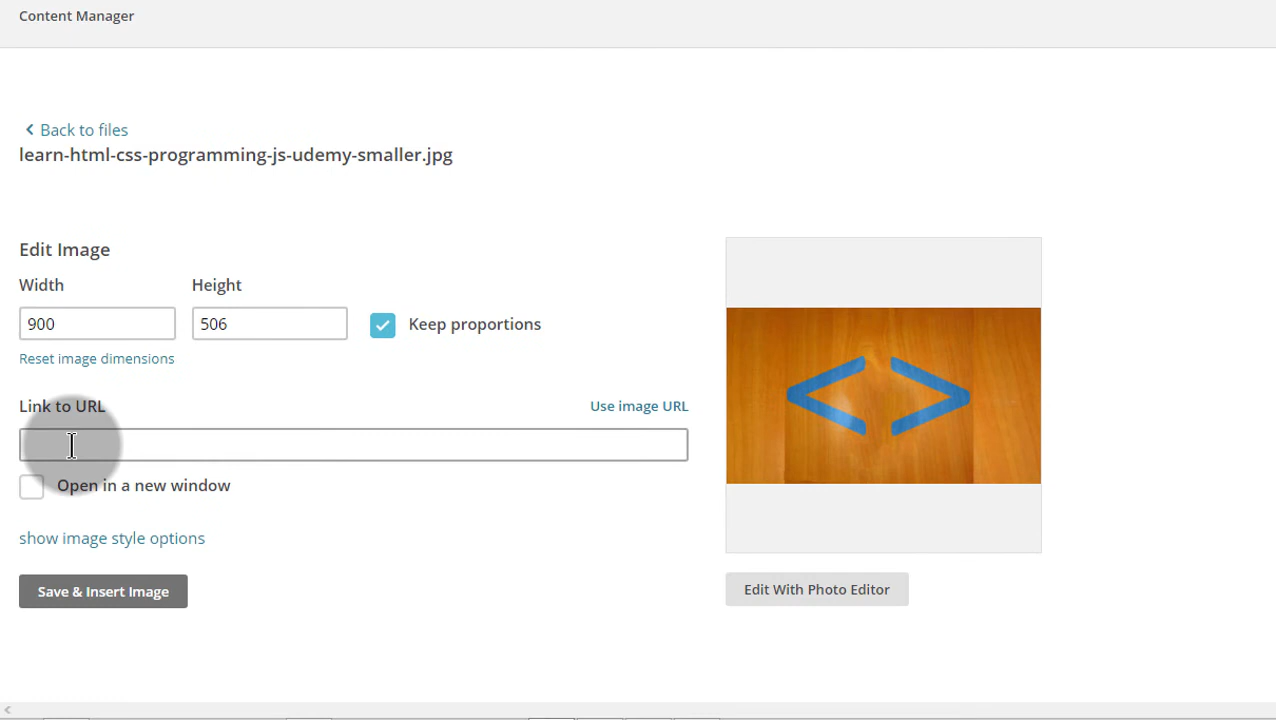 Content Manager
Back to files
learn-html-css-programming-js-udemy-smaller.jpg
Edit Image
Width Height
900 506 Keep proportions
Reset image dimensions
Link to URL Use image URL
Open in a new window
show image style options
Save & Insert Image Edit With Photo Editor